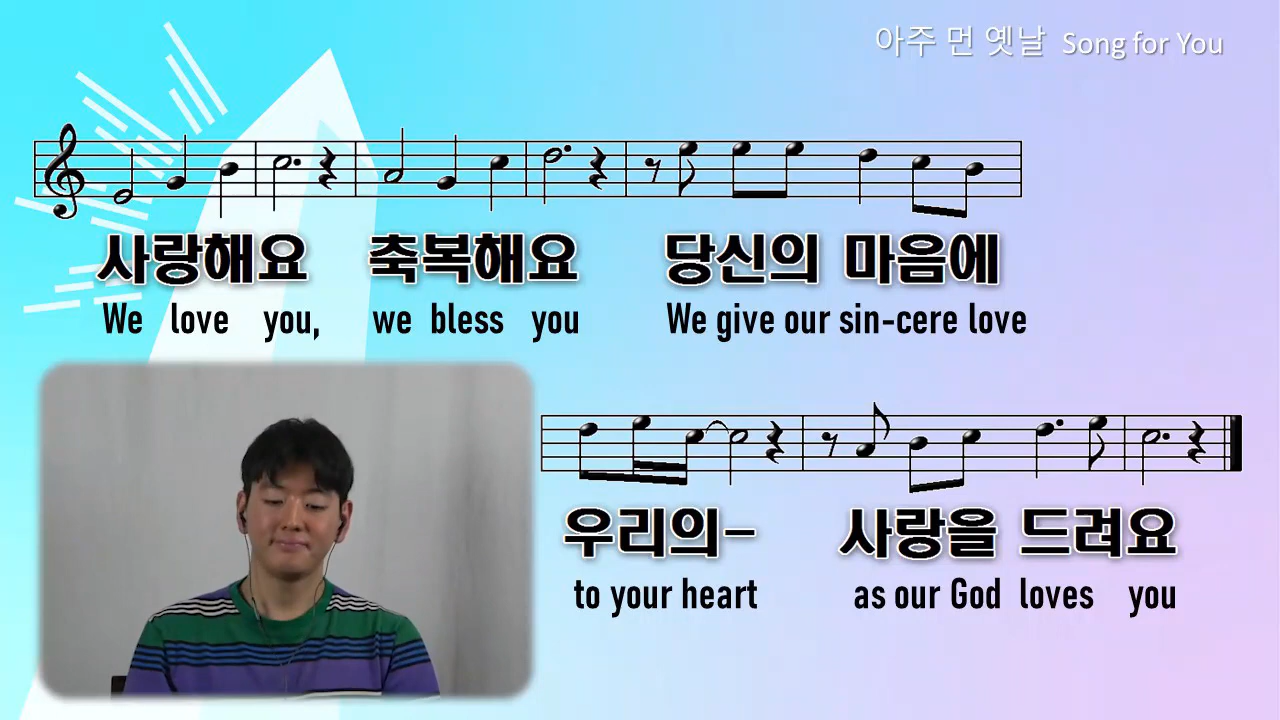 아주 먼 옛날 Song for You
사랑해요 축복해요 당신의 마음에
We love you, we bless you We give our sin-cere love
우리의- 사랑을 드려요
to your heart as our God loves you